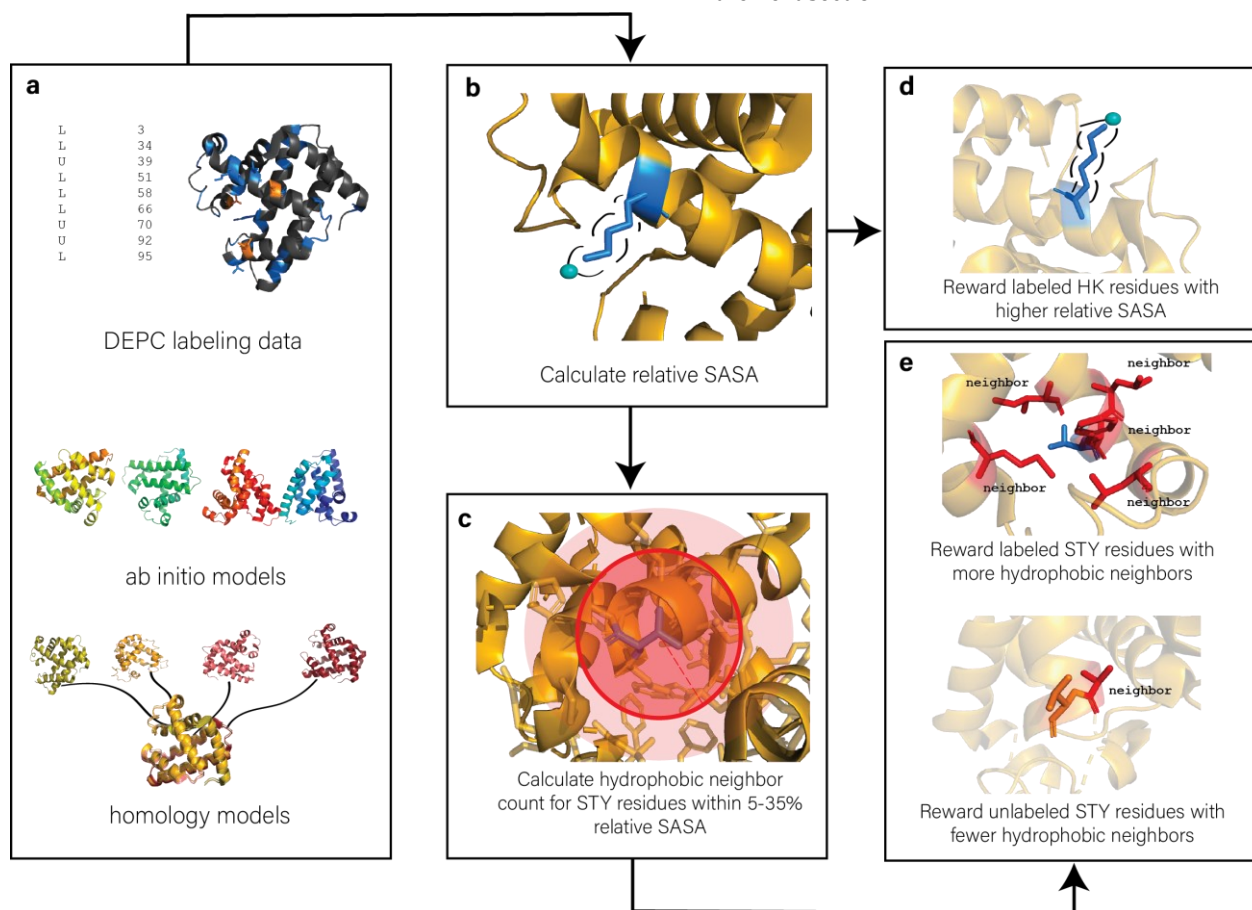 a
L 3
L 34
U 39
L 51
L 58
L 66
U 70
U 92
L 95
DEPC labeling data
ab initio models
homology models
b
Calculate relative SASA
c
Calculate hydrophobic neighbor
count for STY residues within 5-35%
relative SASA
d
Reward labeled HK residues with
higher relative SASA
e
neighbor
neighbor
neighbor
neighbor
neighbor
Reward labeled STY residues with
more hydrophobic neighbors
neighbor
Reward unlabeled STY residues with
fewer hydrophobic neighbors